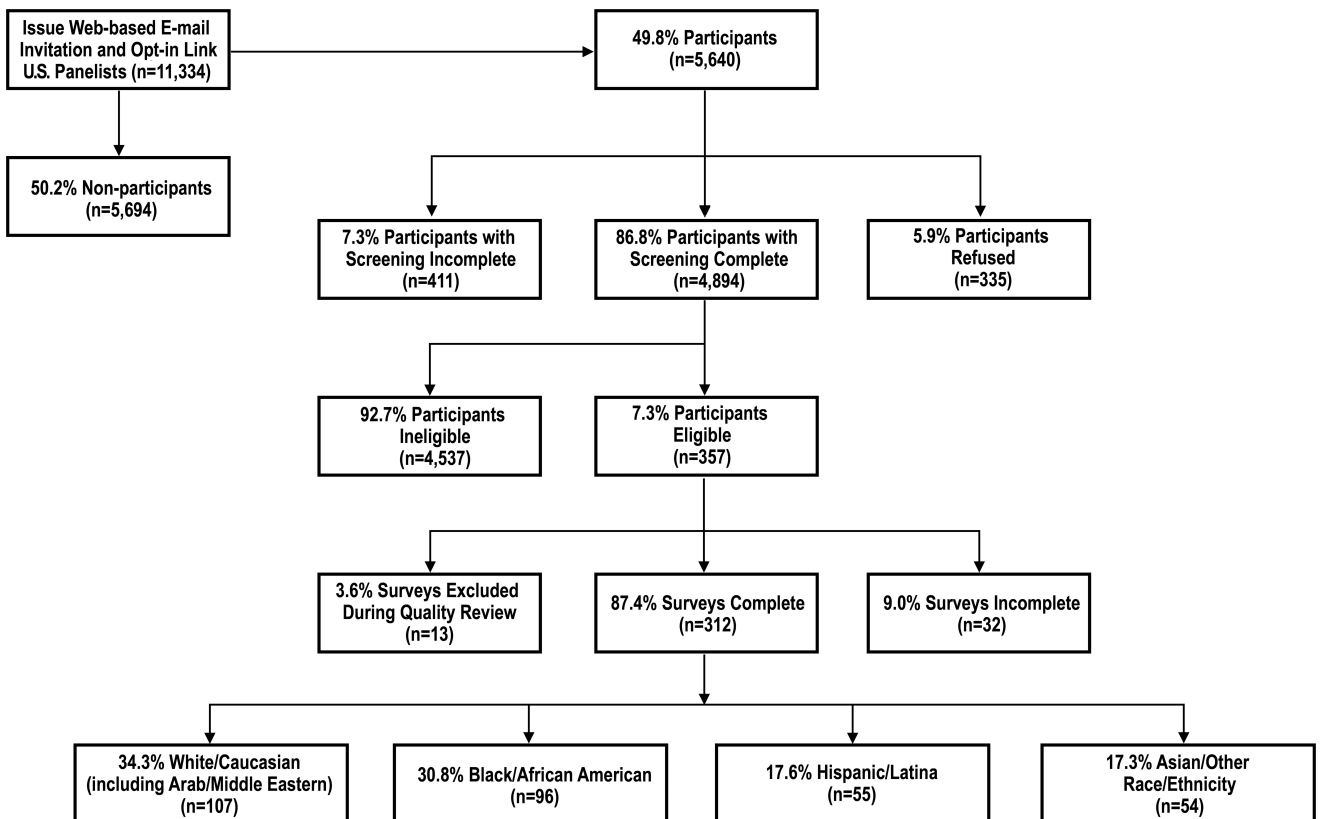 Issue Web-based E-mail
Invitation and Opt-in Link
U.S. Panelists (n=11,334)
49.8% Participants
(n=5,640)
50.2% Non-participants
(n=5,694)
7.3% Participants with
Screening Incomplete
(n=411)
86.8% Participants with
Screening Complete
(n=4,894)
5.9% Participants
Refused
(n=335)
92.7% Participants
Ineligible
(n=4,537)
7.3% Participants
Eligible
(n=357)
3.6% Surveys Excluded
During Quality Review
(n=13)
87.4% Surveys Complete
(n=312)
9.0% Surveys Incomplete
(n=32)
34.3% White/Caucasian
(including Arab/Middle Eastern)
(n=107)
30.8% Black/African American
(n=96)
17.6% Hispanic/Latina
(n=55)
17.3% Asian/Other
Race/Ethnicity
(n=54)